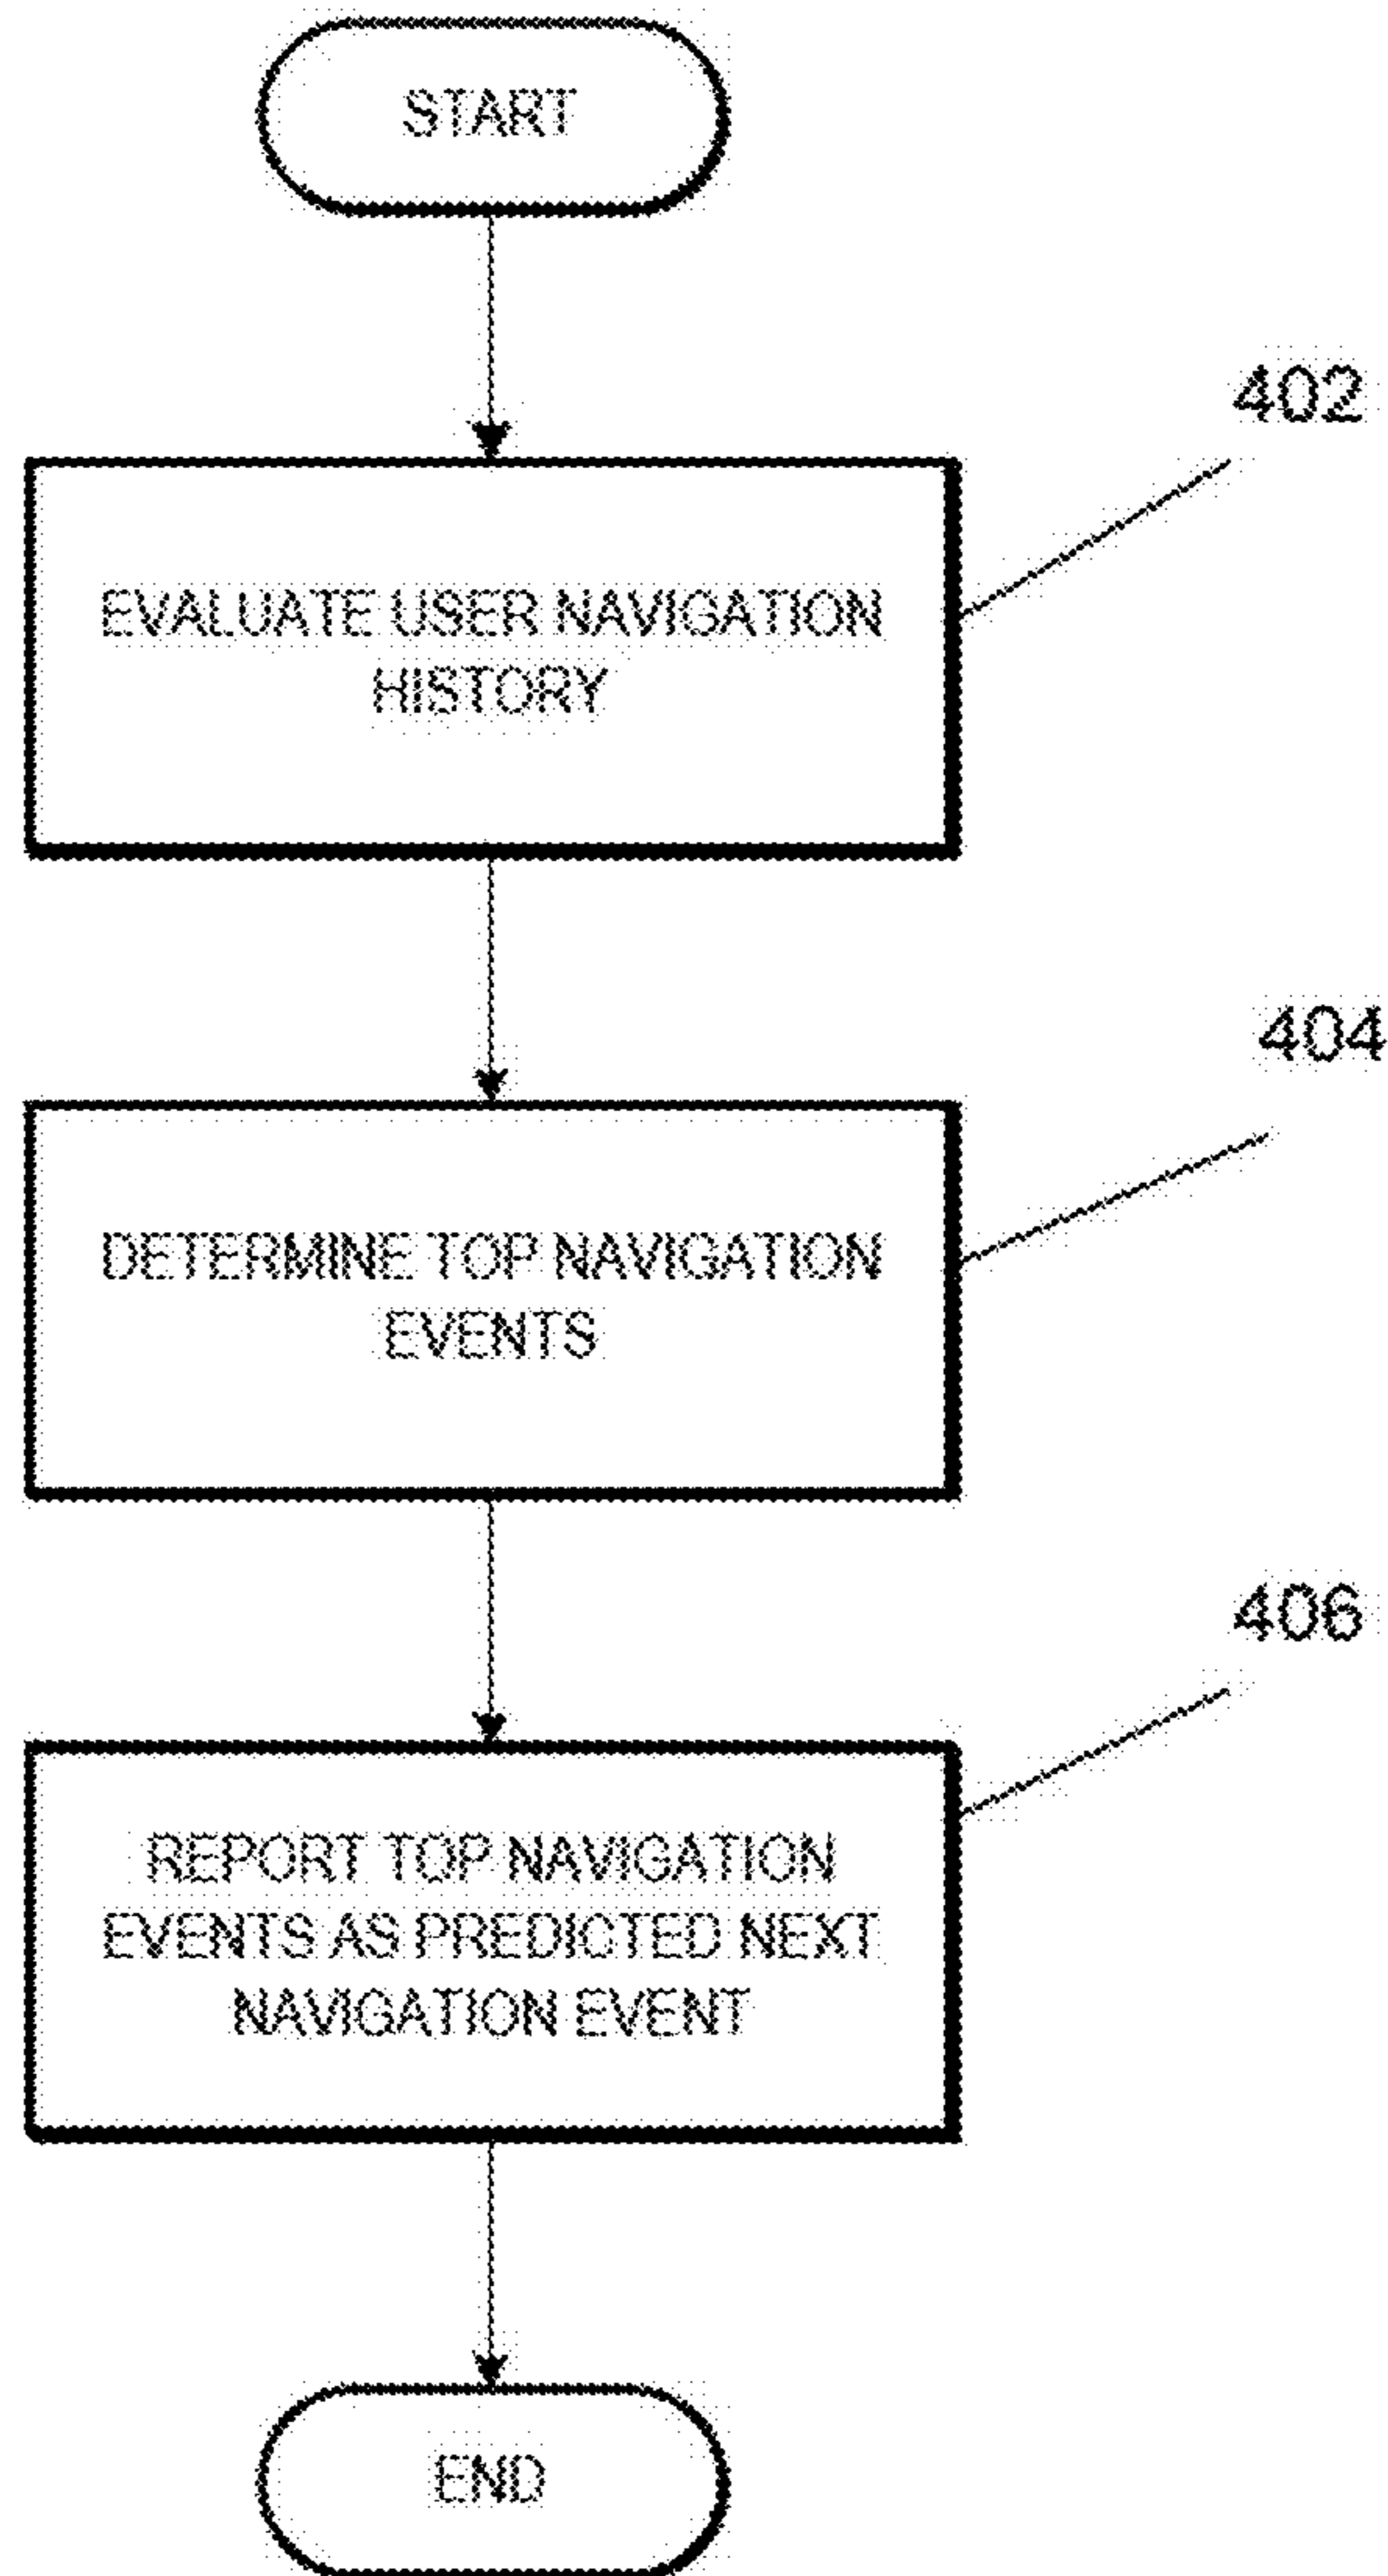 START
402
EVALUATE USER NAVIGATION
HISTORY
404
DETERMINE TOP NAVIGATION
EVENTS
406
REPORT TOP NAVIGATION
EVENTS AS PREDICTED NEXT
NAVIGATION EVENT
END